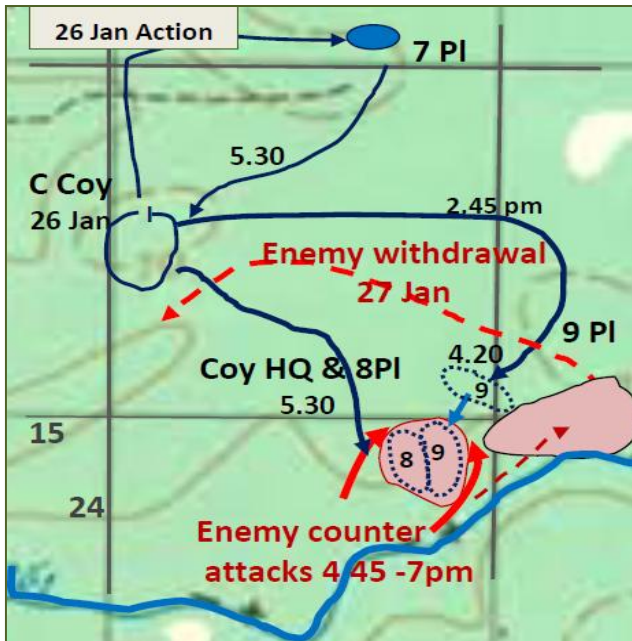 26 Jan Action
7 Pl
5.30
C Coy
26 Jan
2.45 pm
Enemy withdrawal
27 Jan
9 Pl
4.20
9
Coy HQ & 8Pl
5.30
15
8 9
24
Enemy counter
attacks 4 45 -7pm